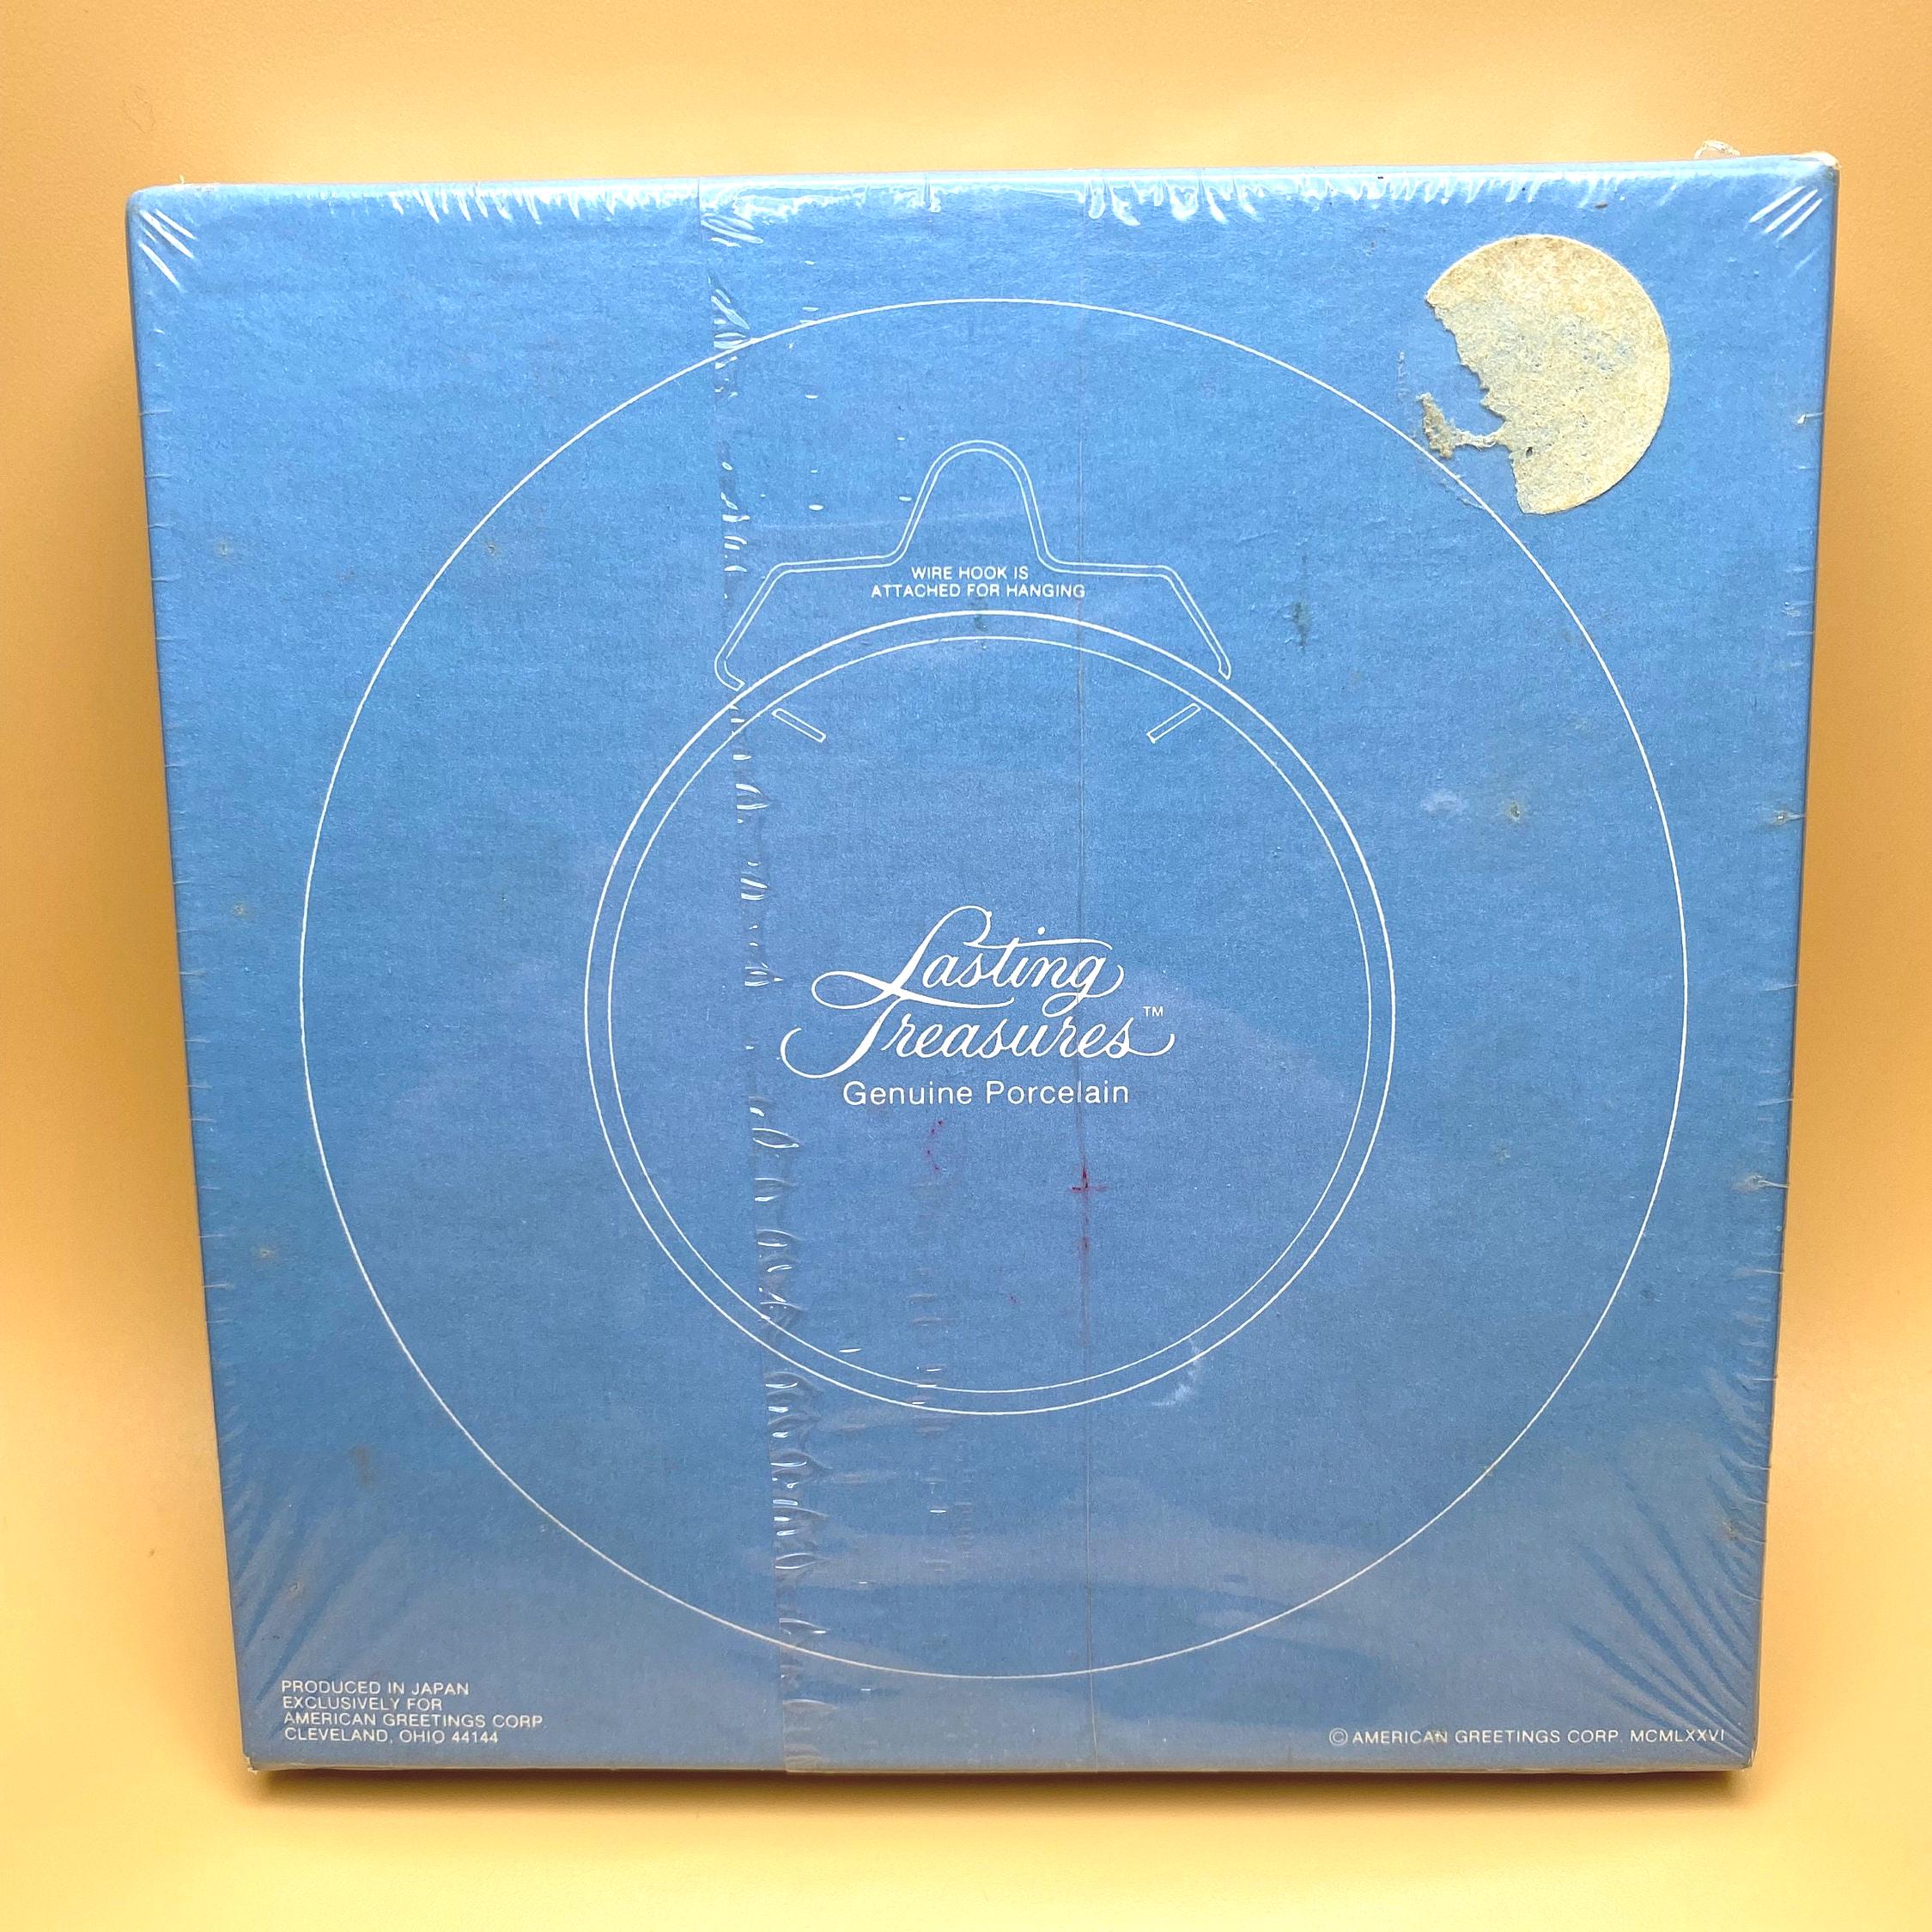 WIRE HOOK IS
ATTACHED FOR HANGING
Lasting
Treasures™
Genuine Porcelain
PRODUCED IN JAPAN
EXCLUSIVELY FOR
AMERICAN GREETINGS CORP.
CLEVELAND, OHIO 44144
© AMERICAN GREETINGS CORP. MCMLXXVI